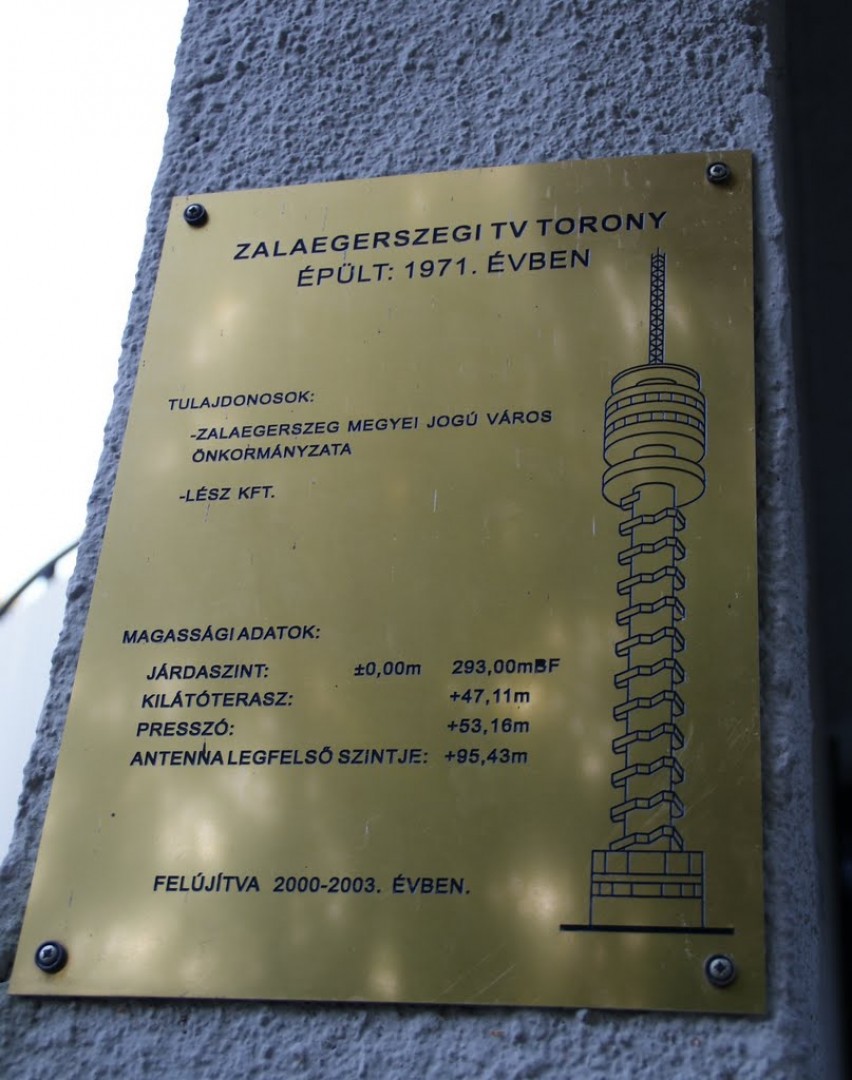 ZALAEGERSZEGI TV TORONY
ÉPÜLT: 1971. ÉVBEN
TULAJDONOSOK:
-ZALAEGERSZEG MEGYEI JOGÚ VÁROS
ÖNKORMÁNYZATA
-LÉSZ KFT.
MAGASSÁGI ADATOK:
JÁRDASZINT: ±0,00m 293,00mBF
KILÁTÓTERASZ: +47,11m
PRESSZÓ: +53,16m
ANTENNA LEGFELSŐ SZINTJE: +95,43m
FELÚJÍTVA 2000-2003. ÉVBEN.